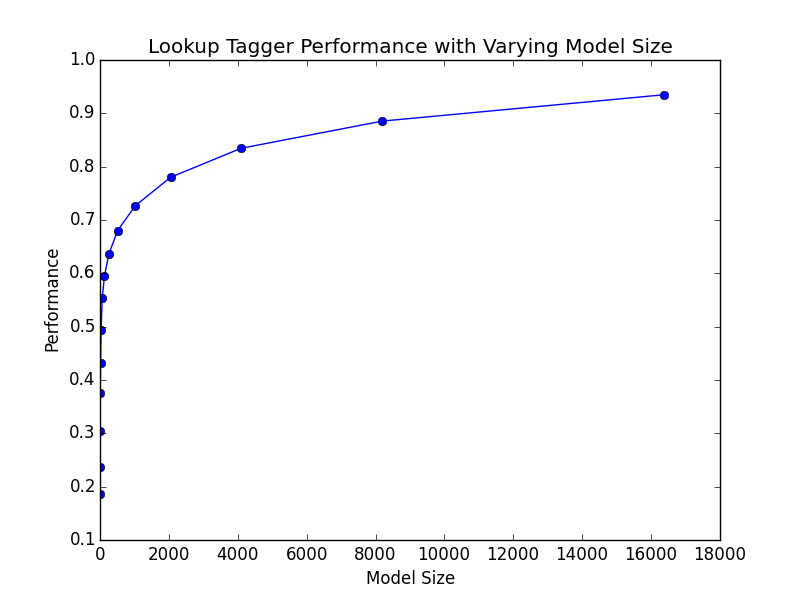 Lookup Tagger Performance with Varying Model Size
1.0
0.9
0.8
0.7
0.6
0.5
0.4
0.3
0.2
0.1
Performance
0 2000 4000 6000 8000 10000 12000 14000 16000 18000
Model Size